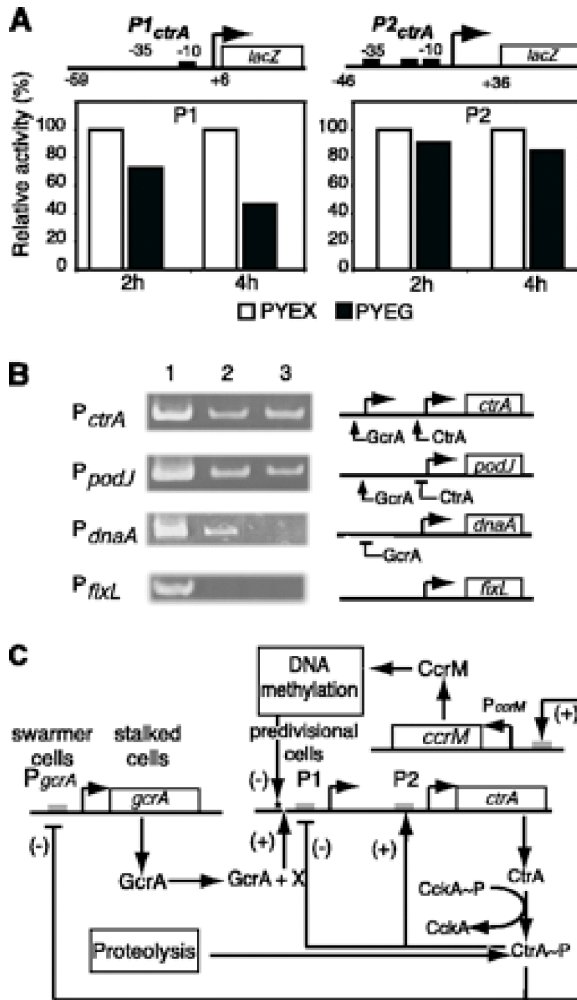 A
P1ctrA
-35
-10
lacZ
-59
+6
P2ctrA
-35
-10
lacZ
-46
+36
Relative activity (%)
P1
100
80
60
40
20
0
2h
4h
P2
100
80
60
40
20
0
2h
4h
PYEX
PYEG
B
1 2 3
PctrA
PpodJ
PdnaA
PfixL
ctrA
GcrA
CtrA
podJ
GcrA
CtrA
dnaA
GcrA
fixL
C
DNA
methylation
CcrM
PccrM
(+)
ccrM
swarmer
cells
stalked
cells
predivisional
cells
PgcrA
gcrA
(-)
P1
P2
ctrA
(-)
(+)
(-)
(+)
GcrA
GcrA + X
CtrA
CckA~P
CckA
CtrA~P
Proteolysis